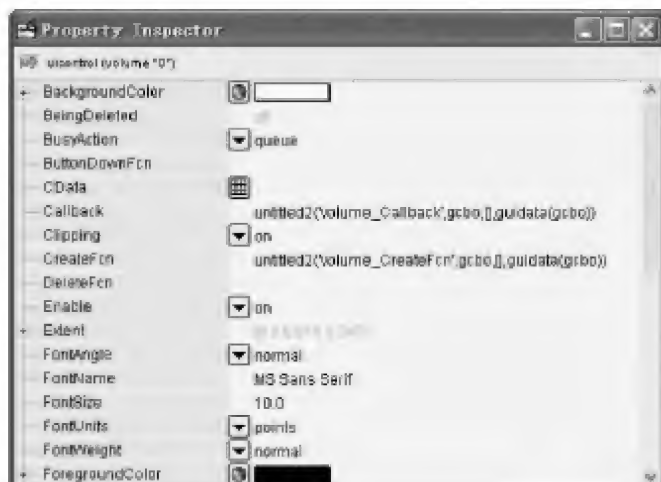 Property Inspector
uicontrol (volume "0")
BackgroundColor
BeingDeleted
BusyAction queue
ButtonDownFcn
CData
Callback untitled2('volume_Callback',gcbo,[],guidata(gcbo))
Clipping on
CreateFcn untitled2('volume_CreateFcn',gcbo,[],guidata(gcbo))
DeleteFcn
Enable on
Extent
FontAngle normal
FontName MS Sans Serif
FontSize 10.0
FontUnits points
FontWeight normal
ForegroundColor